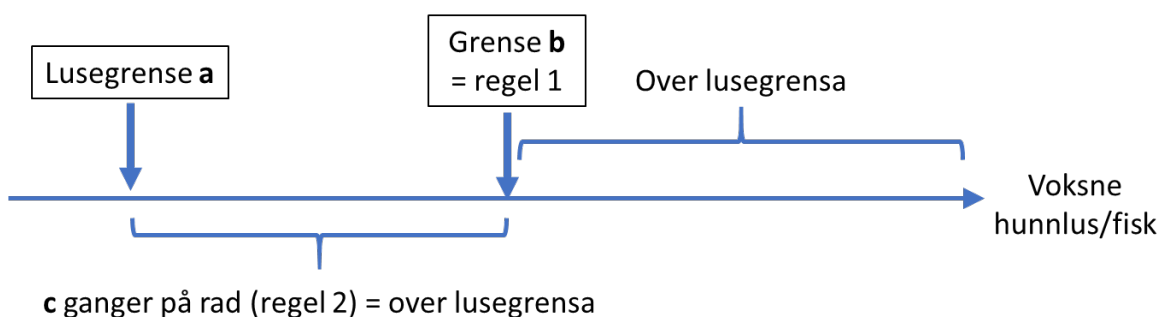 Lusegrense a
Grense b
= regel 1
Over lusegrensa
Voksne
hunnlus/fisk
c ganger på rad (regel 2) = over lusegrensa